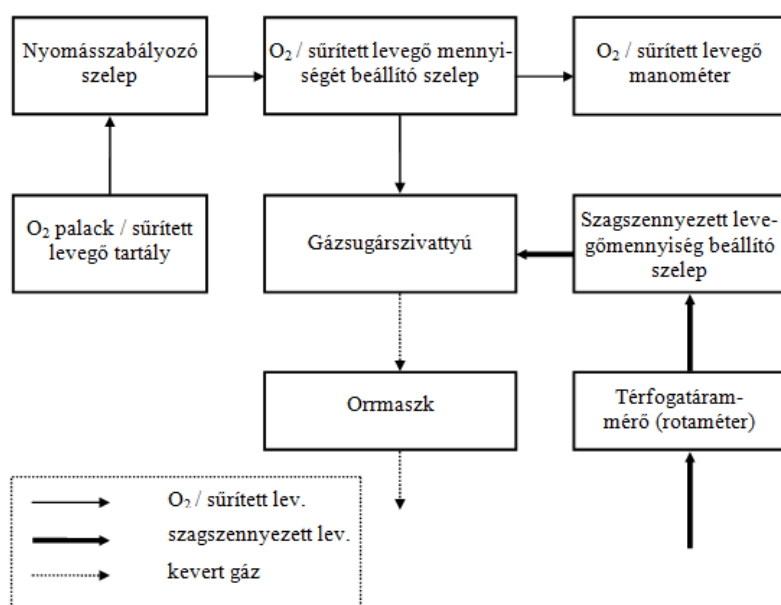 Nyomásszabályozó
szelep
O₂ / sűrített levegő mennyi-
ségét beállító szelep
O₂ / sűrített levegő
manométer
O₂ palack / sűrített
levegő tartály
Gázsugárszivattyú
Szagszennyezett leve-
gőmennyiség beállító
szelep
Orrmaszk
Térfogatáram-
mérő (rotaméter)
O₂ / sűrített lev.
szagszennyezett lev.
kevert gáz